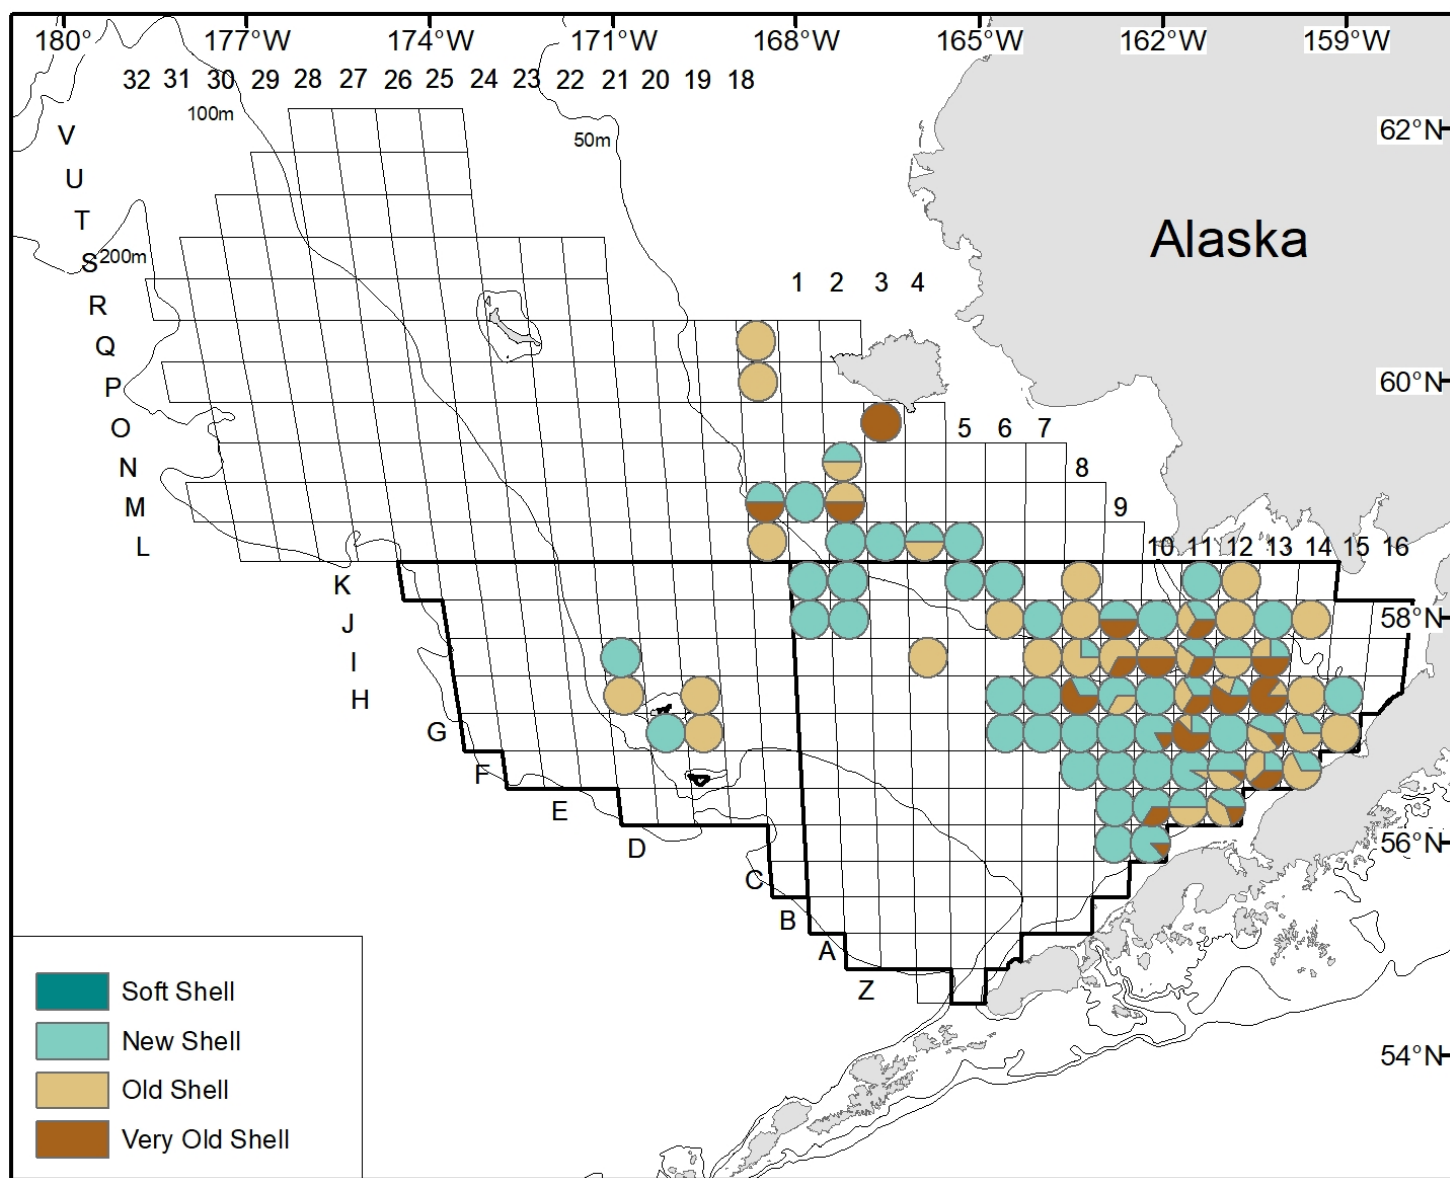 180° 177°W 174°W 171°W 168°W 165°W 162°W 159°W
32 31 30 29 28 27 26 25 24 23 22 21 20 19 18
100m
50m
62°N
V
U
T
Alaska
S 200m
1 2 3 4
R
Q
P
60°N
O
5 6 7
N
8
M
9
L
10 11 12 13 14 15 16
K
J
58°N
I
H
G
F
E
D
56°N
C
B
A
Z
Soft Shell
New Shell
54°N
Old Shell
Very Old Shell